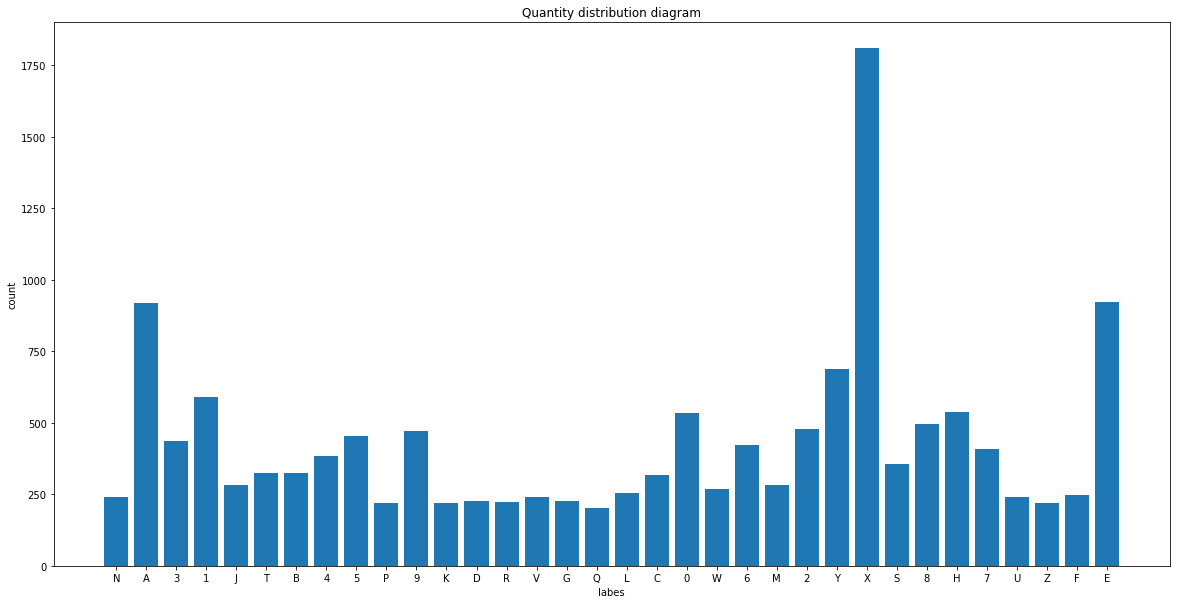 Quantity distribution diagram
1750
1500
1250
1000
750
500
250
0
count
N A 3 1 J T B 4 5 P 9 K D R V G Q L C 0 W 6 M 2 Y X S 8 H 7 U Z F E
labes